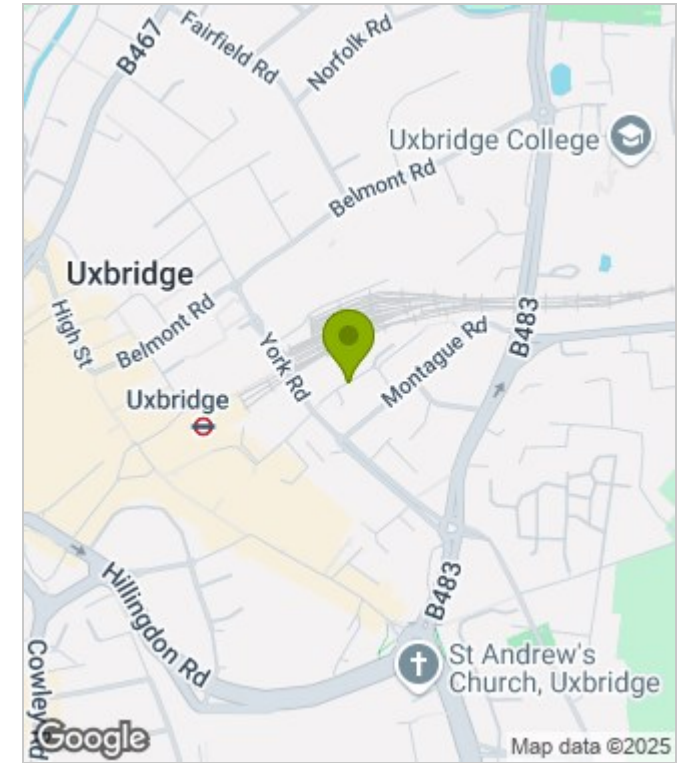 B467
Fairfield Rd
Norfolk Rd
Uxbridge College
Belmont Rd
Uxbridge
High St
Belmont Rd
York Rd
Montague Rd
B483
Uxbridge
Hillingdon Rd
B483
Cowley Rd
St Andrew's
Church, Uxbridge
Google
Map data ©2025